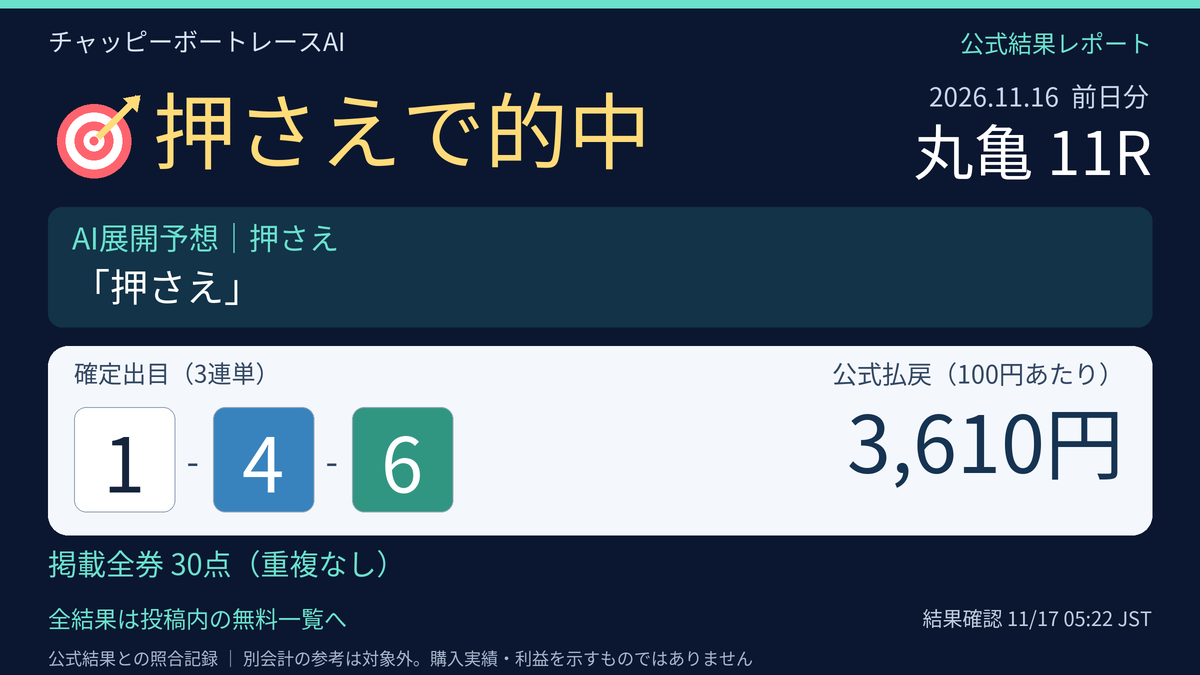 チャッピーボートレースAI
公式結果レポート
2026.11.16 前日分
押さえで的中
丸亀 11R
AI展開予想｜押さえ
「押さえ」
確定出目（3連単）
公式払戻（100円あたり）
1 - 4 - 6
3,610円
掲載全券 30点（重複なし）
全結果は投稿内の無料一覧へ
結果確認 11/17 05:22 JST
公式結果との照合記録｜別会計の参考は対象外。購入実績・利益を示すものではありません